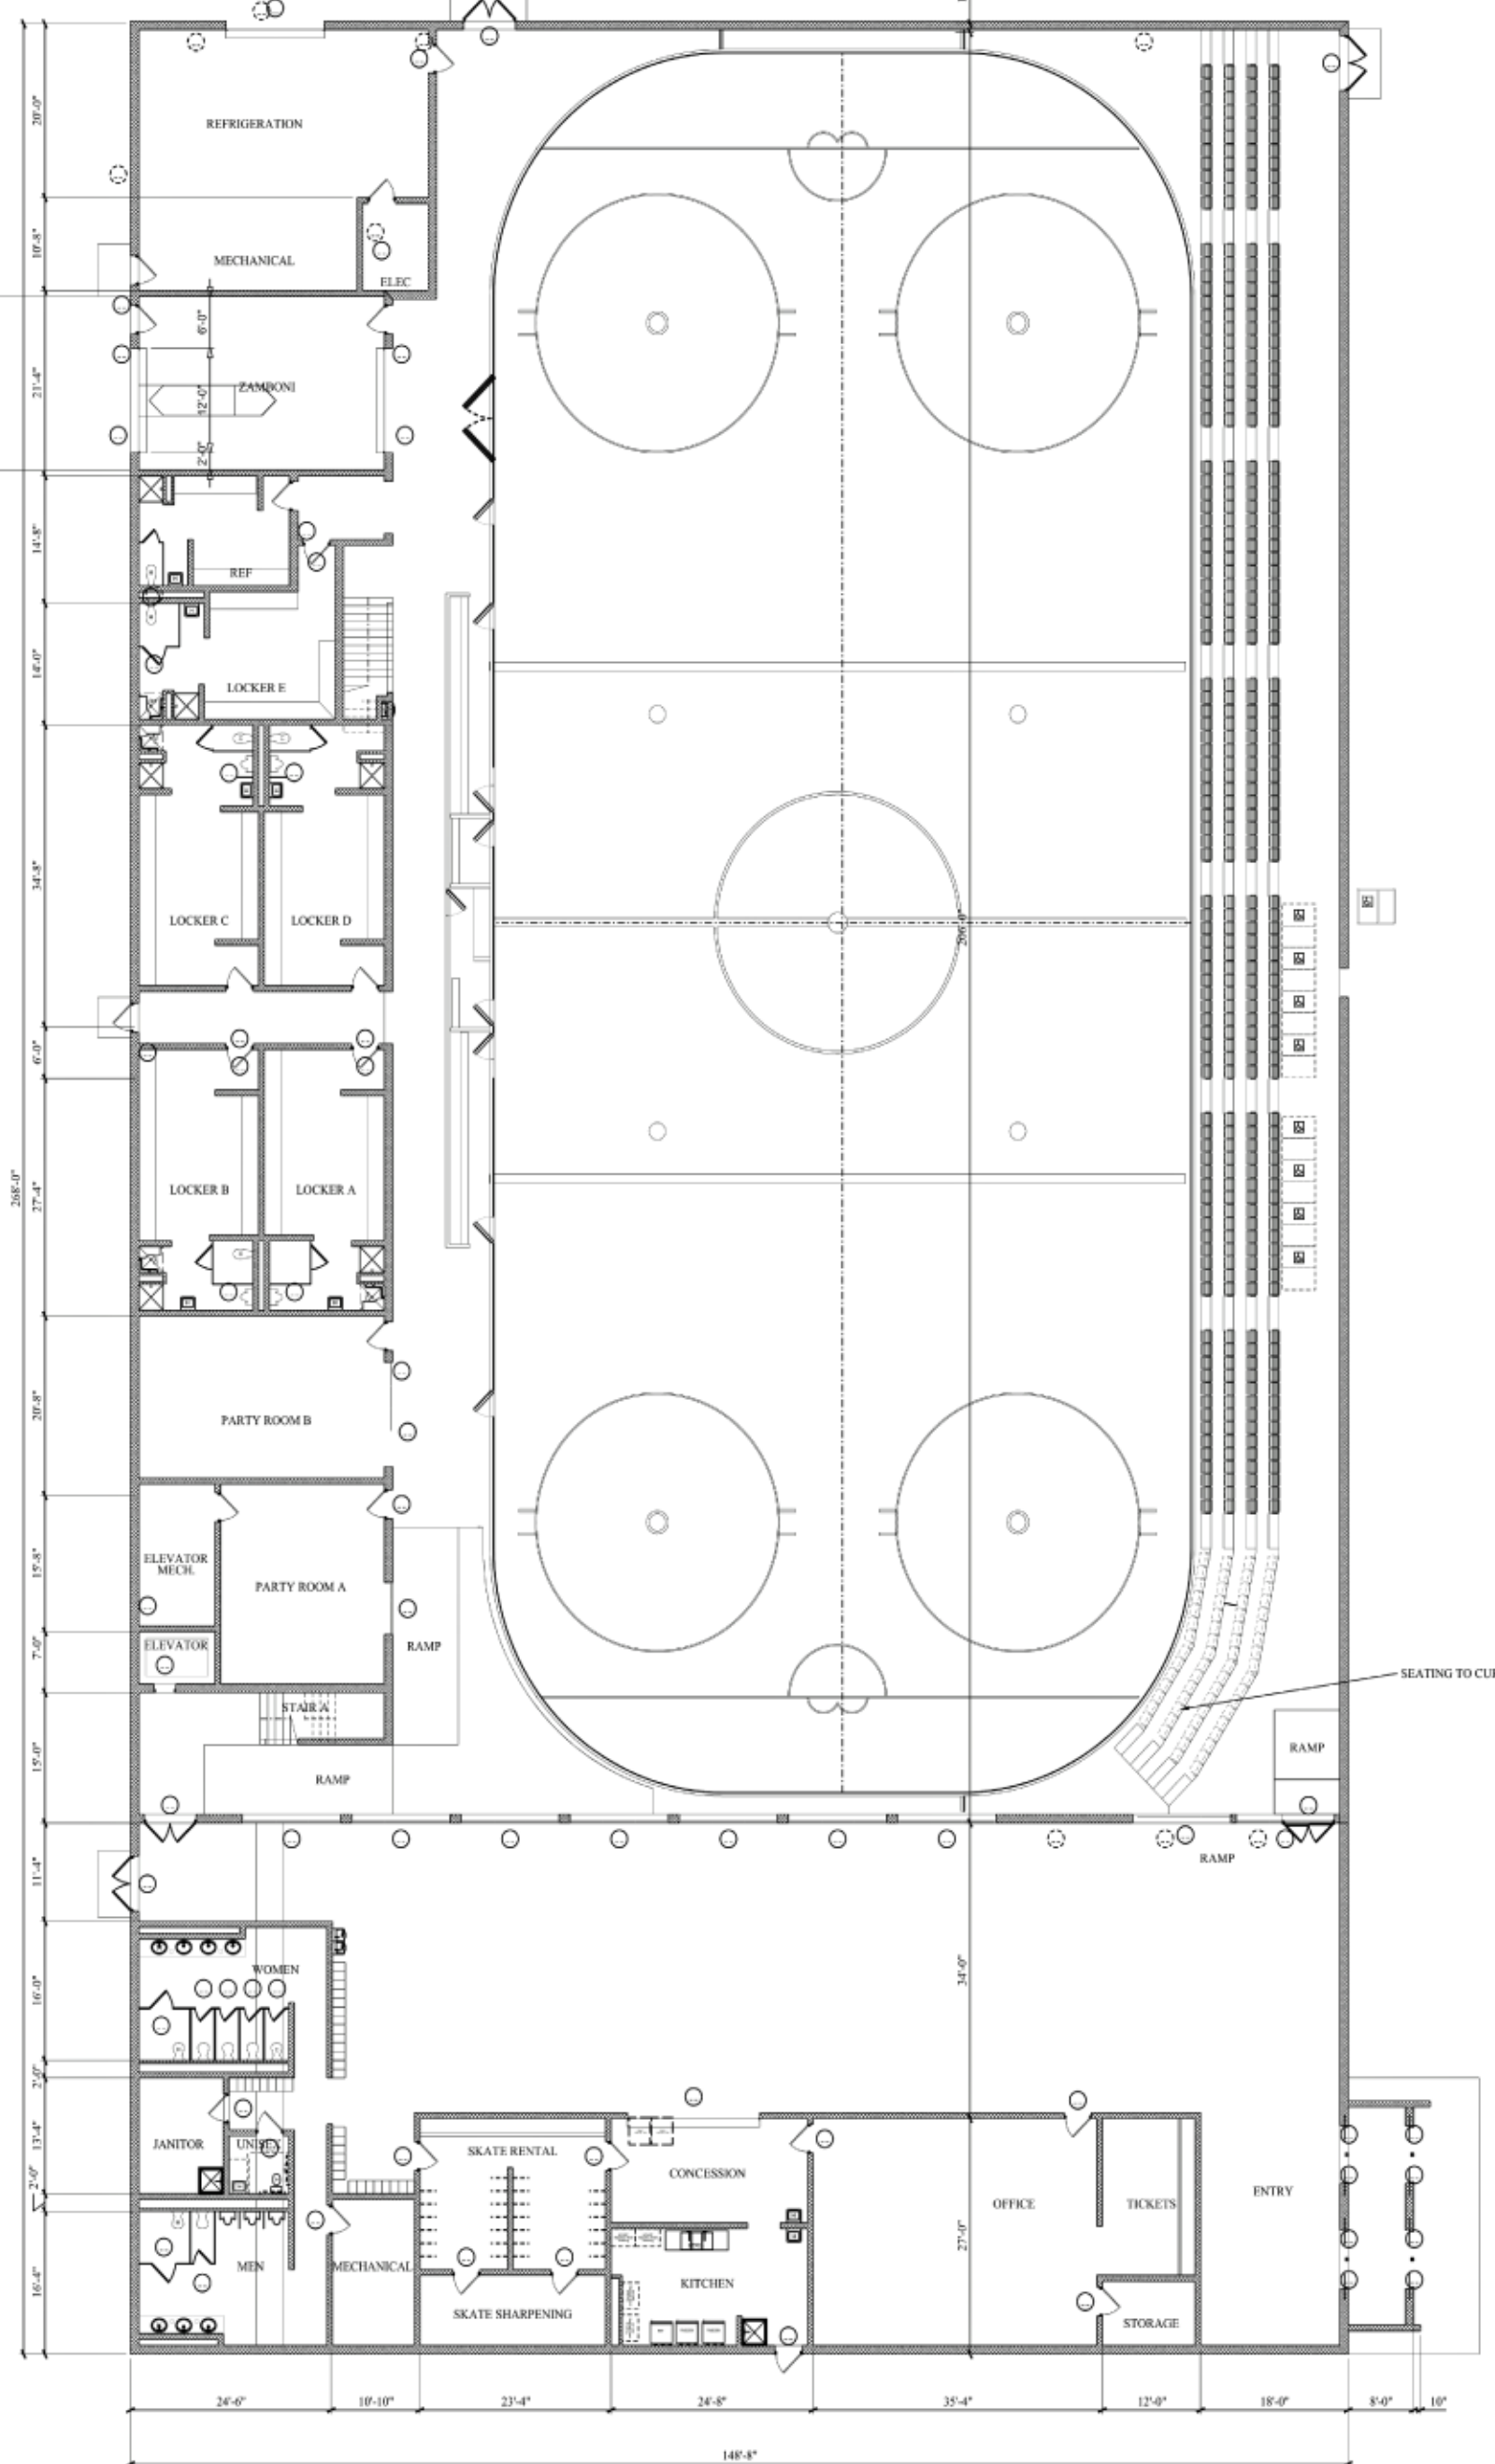 20'-0"
REFRIGERATION
10'-8"
MECHANICAL
ELEC
6'-0"
21'-4"
ZAMBONI
12'-0"
2'-0"
14'-8"
REF
14'-0"
LOCKER E
34'-8"
LOCKER C
LOCKER D
206'-0"
6'-0"
268'-0"
27'-4"
LOCKER B
LOCKER A
20'-8"
PARTY ROOM B
15'-8"
ELEVATOR
MECH.
PARTY ROOM A
7'-0"
ELEVATOR
RAMP
SEATING TO CU
STAIR A
15'-0"
RAMP
RAMP
11'-4"
RAMP
16'-0"
WOMEN
34'-0"
2'-0"
13'-4"
JANITOR
UNISEX
SKATE RENTAL
CONCESSION
2'-0"
OFFICE
TICKETS
ENTRY
16'-4"
MEN
MECHANICAL
27'-0"
KITCHEN
SKATE SHARPENING
STORAGE
24'-6"
10'-10"
23'-4"
24'-8"
35'-4"
12'-0"
18'-0"
8'-0"
10"
148'-8"